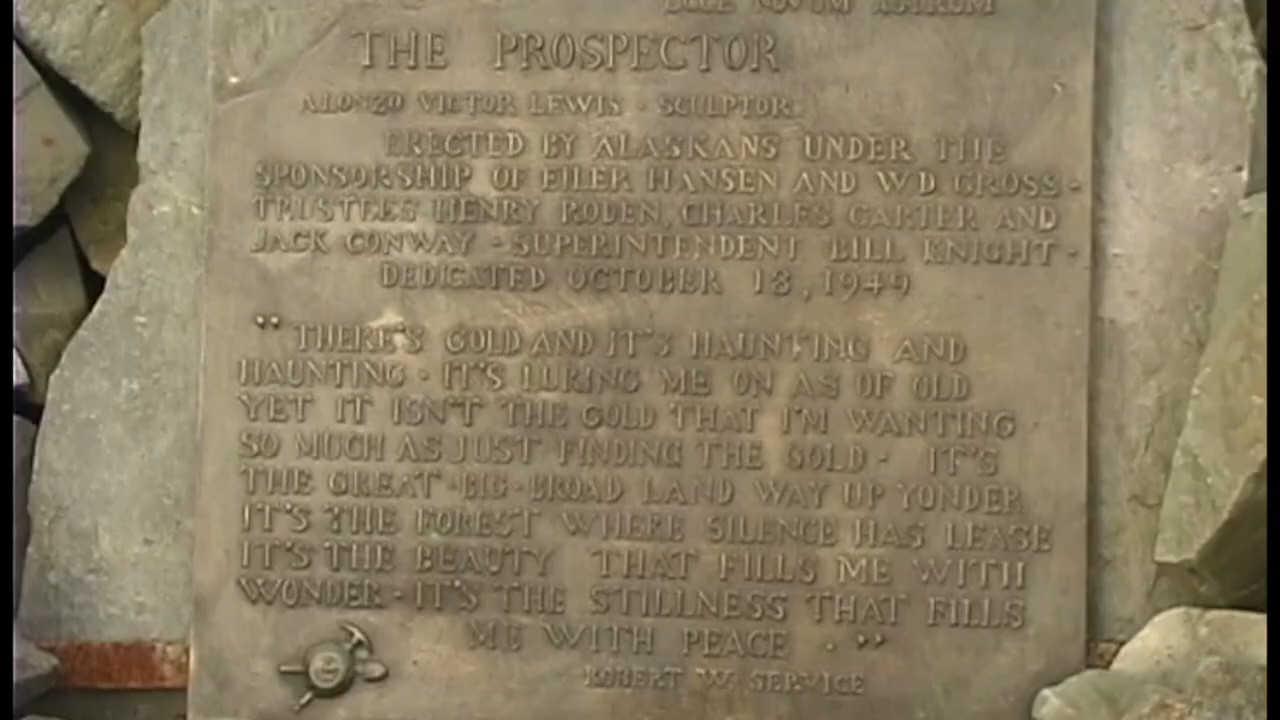 ECCE NOVUM ASTRUM
THE PROSPECTOR
ALONZO VICTOR LEWIS · SCULPTOR
ERECTED BY ALASKANS UNDER THE
SPONSORSHIP OF EILER HANSEN AND W D GROSS ·
TRUSTEES HENRY RODEN, CHARLES CARTER AND
JACK CONWAY · SUPERINTENDENT BILL KNIGHT ·
DEDICATED OCTOBER 18, 1949
“THERE'S GOLD AND IT'S HAUNTING AND
HAUNTING · IT'S LURING ME ON AS OF OLD
YET IT ISN'T THE GOLD THAT I'M WANTING
SO MUCH AS JUST FINDING THE GOLD · IT'S
THE GREAT · BIG · BROAD LAND WAY UP YONDER
IT'S THE FOREST WHERE SILENCE HAS LEASE
IT'S THE BEAUTY THAT FILLS ME WITH
WONDER · IT'S THE STILLNESS THAT FILLS
ME WITH PEACE · ”
ROBERT W. SERVICE